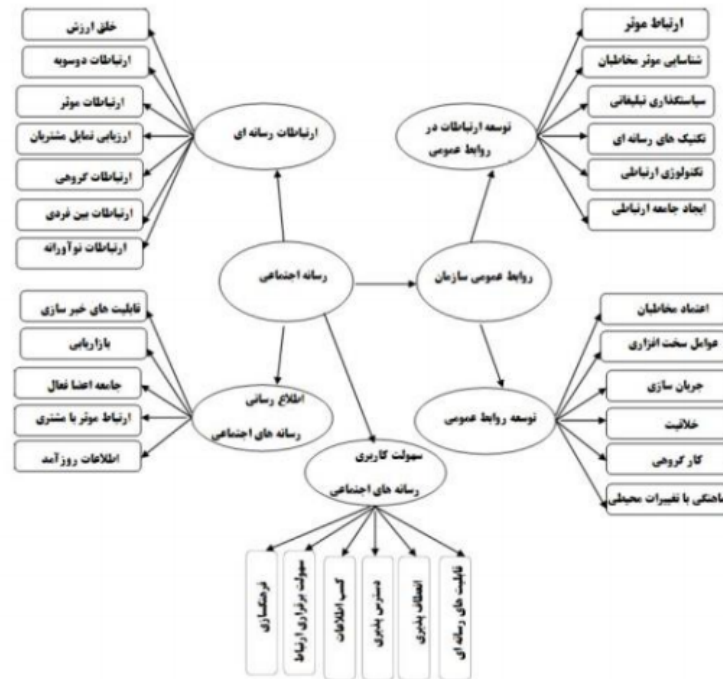 ارتباط موثر
شناسایی موثر مخاطبان
سیاستگذاری تبلیغاتی
تکنیک های رسانه ای
تکنولوژی ارتباطی
ایجاد جامعه ارتباطی
توسعه ارتباطات در
روابط عمومی
خلق ارزش
ارتباطات دوسویه
ارتباطات موثر
ارزیابی تمایل مشتریان
ارتباطات گروهی
ارتباطات بین فردی
ارتباطات نوآورانه
ارتباطات رسانه ای
روابط عمومی سازمان
رسانه اجتماعی
اعتماد مخاطبان
عوامل سخت افزاری
جریان سازی
خلاقیت
کار گروهی
ماهنگی با تغییرات محیطی
توسعه روابط عمومی
قابلیت های خبر سازی
بازاریابی
جامعه اعضا فعال
ارتباط موثر با مشتری
اطلاعات روزآمد
اطلاع رسانی
رسانه های اجتماعی
سهولت کاربری
رسانه های اجتماعی
قابلیت های رسانه ای
انعطاف پذیری
دسترس پذیری
کسب اطلاعات
سهولت برقراری ارتباط
فرهنگسازی